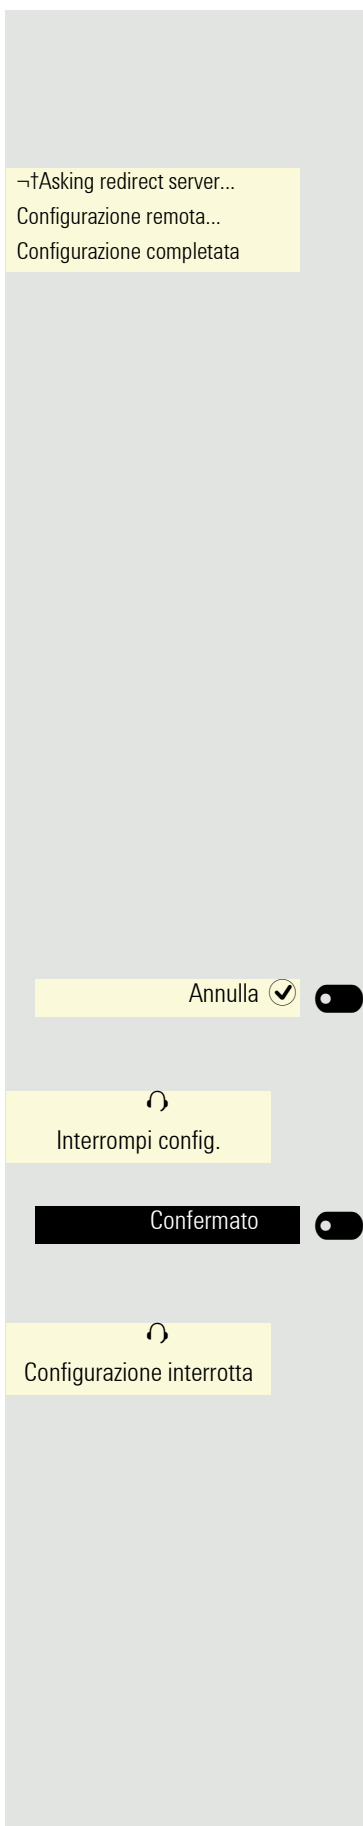 ¬†Asking redirect server...
Configurazione remota...
Configurazione completata
Annulla
Interrompi config.
Confermato
Configurazione interrotta